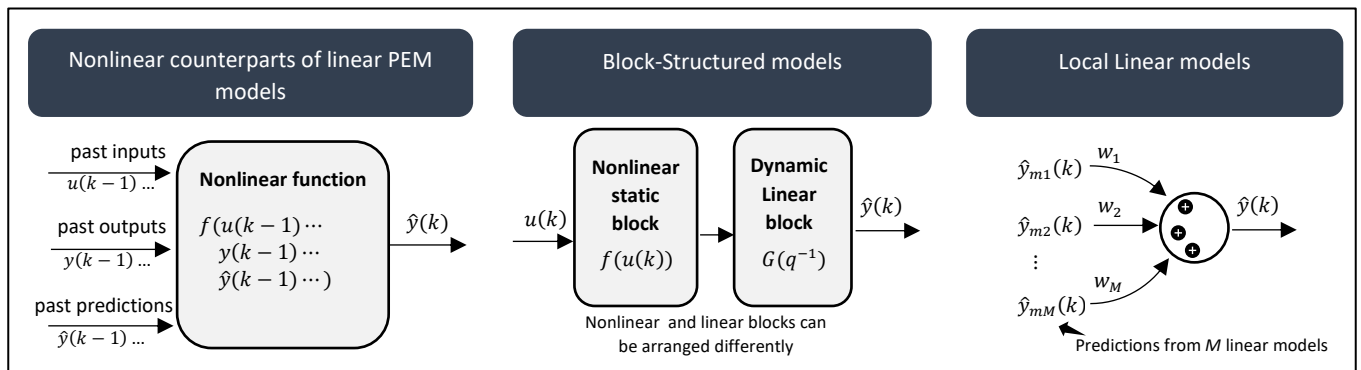 Nonlinear counterparts of linear PEM
models
past inputs
u(k − 1) …
past outputs
y(k − 1) …
past predictions
ŷ(k − 1) …
Nonlinear function
f(u(k − 1) ⋯
y(k − 1) ⋯
ŷ(k − 1) ⋯)
ŷ(k)
Block-Structured models
u(k)
Nonlinear
static
block
f(u(k))
Dynamic
Linear
block
G(q⁻¹)
ŷ(k)
Nonlinear and linear blocks can
be arranged differently
Local Linear models
ŷₘ₁(k)
w₁
ŷₘ₂(k)
w₂
⋮
ŷₘM(k)
w_M
+
+
+
ŷ(k)
Predictions from M linear models